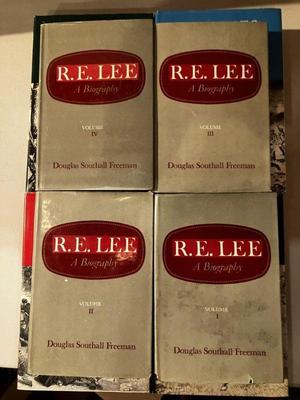 R.E. LEE
A Biography
VOLUME
IV
Douglas Southall Freeman
R.E. LEE
A Biography
VOLUME
III
Douglas Southall Freeman
R.E. LEE
A Biography
VOLUME
II
Douglas Southall Freeman
R.E. LEE
A Biography
VOLUME
I
Douglas Southall Freeman